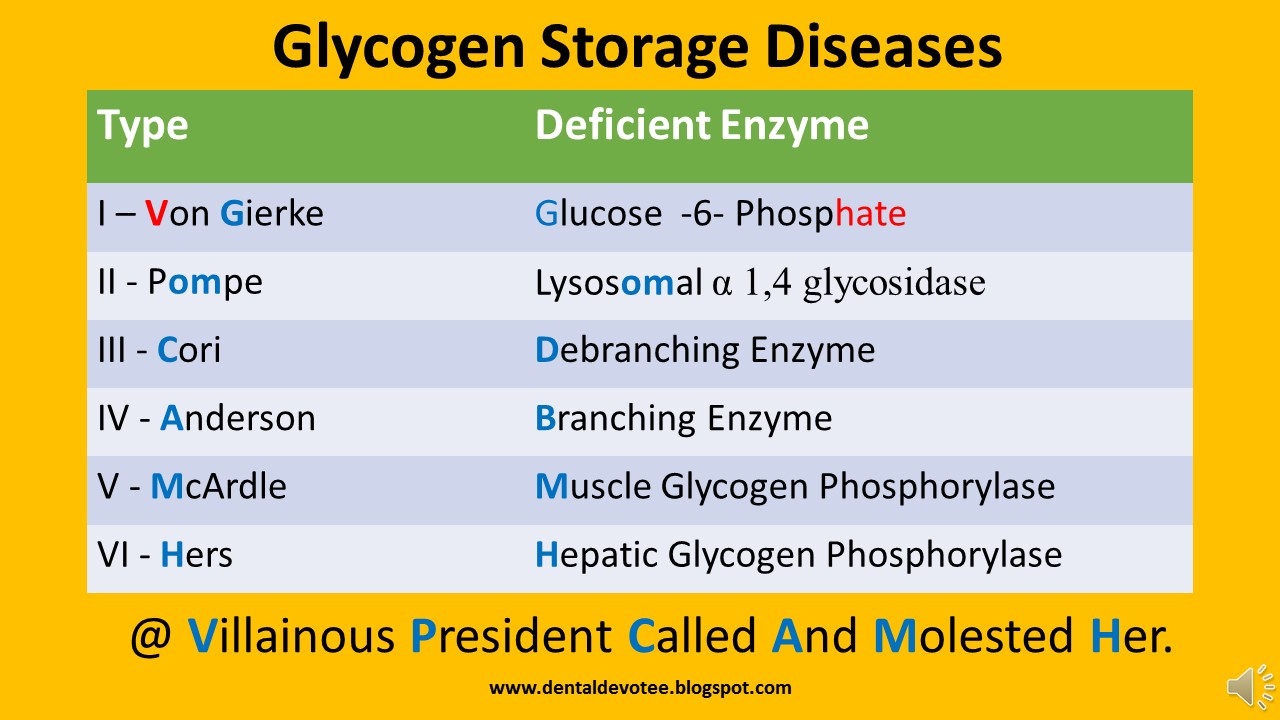 Glycogen Storage Diseases
Type Deficient Enzyme
I – Von Gierke Glucose -6- Phosphate
II - Pompe Lysosomal α 1,4 glycosidase
III - Cori Debranching Enzyme
IV - Anderson Branching Enzyme
V - McArdle Muscle Glycogen Phosphorylase
VI - Hers Hepatic Glycogen Phosphorylase
@ Villainous President Called And Molested Her.
www.dentaldevotee.blogspot.com